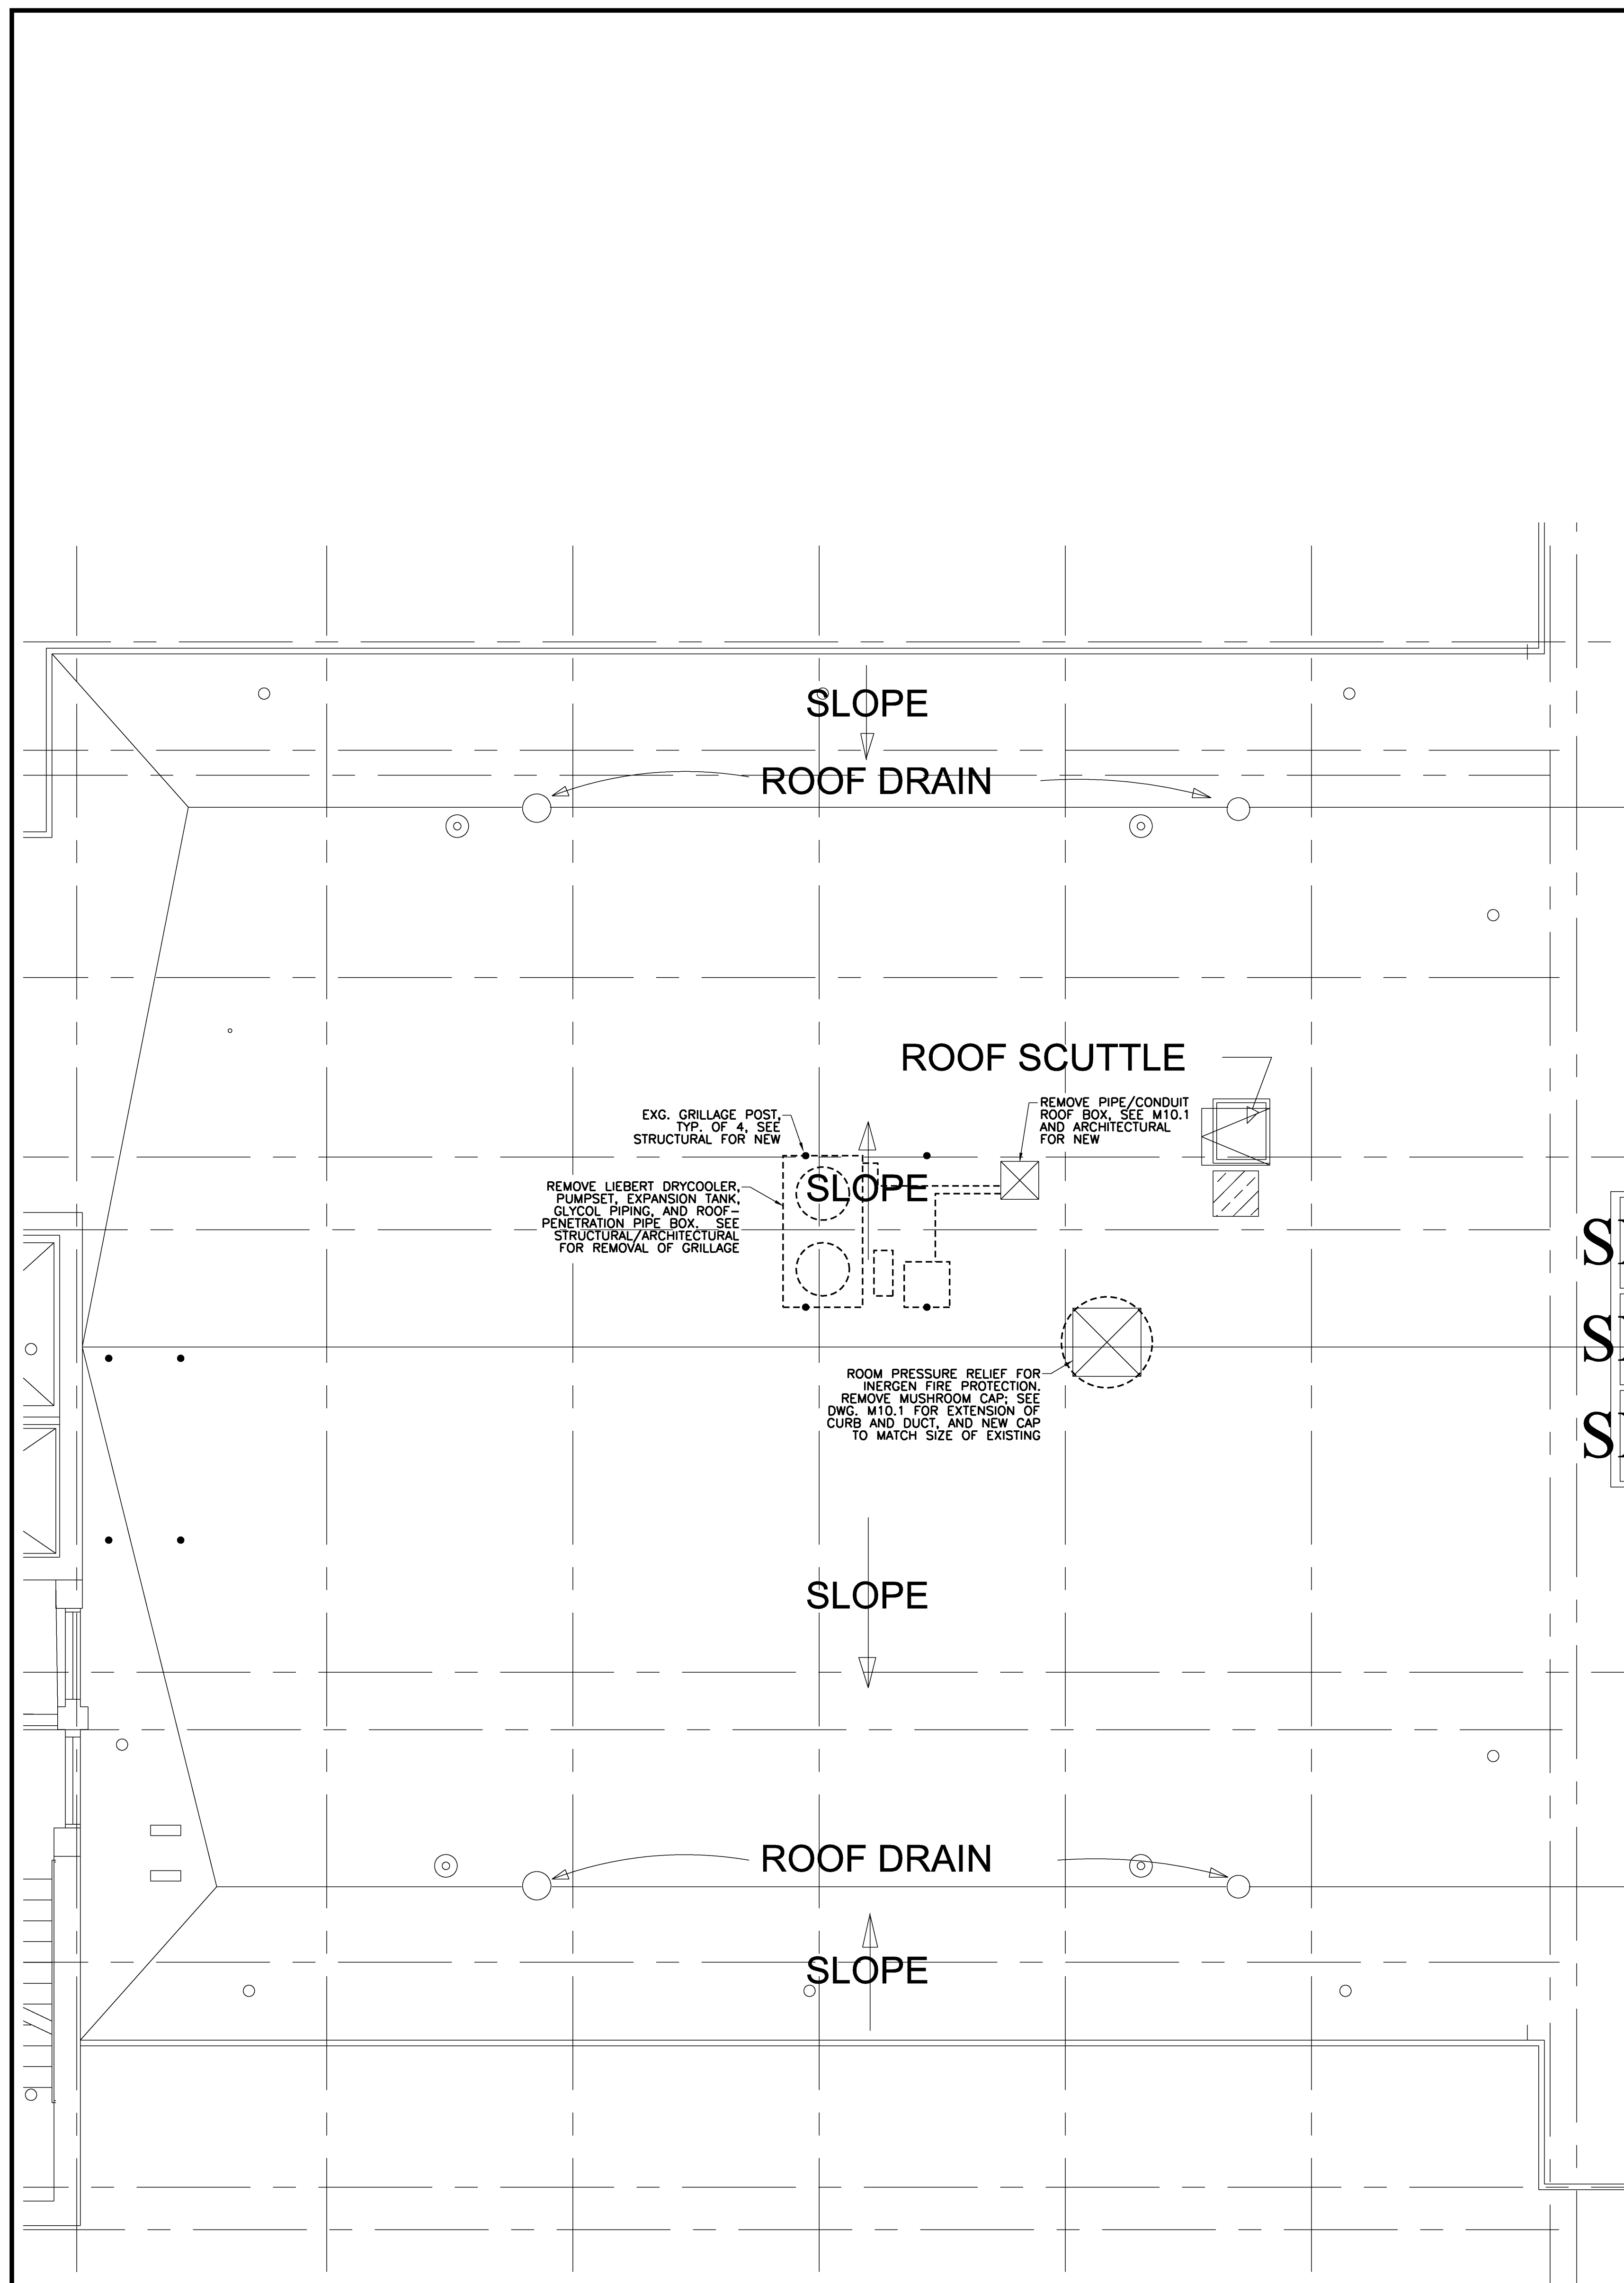 SLOPE
ROOF DRAIN
ROOF SCUTTLE
EXG. GRILLAGE POST,
TYP. OF 4, SEE
STRUCTURAL FOR NEW
REMOVE PIPE/CONDUIT
ROOF BOX, SEE M10.1
AND ARCHITECTURAL
FOR NEW
SLOPE
REMOVE LIEBERT DRYCOOLER,
PUMPSET, EXPANSION TANK,
GLYCOL PIPING, AND ROOF-
PENETRATION PIPE BOX. SEE
STRUCTURAL/ARCHITECTURAL
FOR REMOVAL OF GRILLAGE
ROOM PRESSURE RELIEF FOR
INERGEN FIRE PROTECTION.
REMOVE MUSHROOM CAP; SEE
DWG. M10.1 FOR EXTENSION OF
CURB AND DUCT, AND NEW CAP
TO MATCH SIZE OF EXISTING
SLOPE
ROOF DRAIN
SLOPE